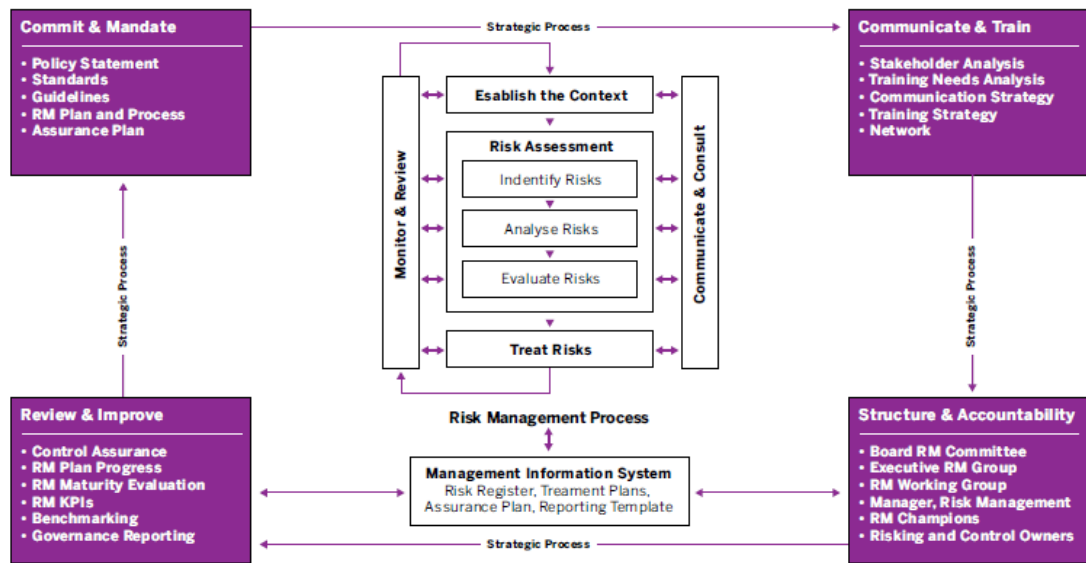 Commit & Mandate
• Policy Statement
• Standards
• Guidelines
• RM Plan and Process
• Assurance Plan
Strategic Process
Communicate & Train
• Stakeholder Analysis
• Training Needs Analysis
• Communication Strategy
• Training Strategy
• Network
Monitor & Review
Esablish the Context
Risk Assessment
Indentify Risks
Analyse Risks
Evaluate Risks
Treat Risks
Communicate & Consult
Strategic Process
Strategic Process
Risk Management Process
Management Information System
Risk Register, Treament Plans,
Assurance Plan, Reporting Template
Review & Improve
• Control Assurance
• RM Plan Progress
• RM Maturity Evaluation
• RM KPIs
• Benchmarking
• Governance Reporting
Structure & Accountability
• Board RM Committee
• Executive RM Group
• RM Working Group
• Manager, Risk Management
• RM Champions
• Risking and Control Owners
Strategic Process